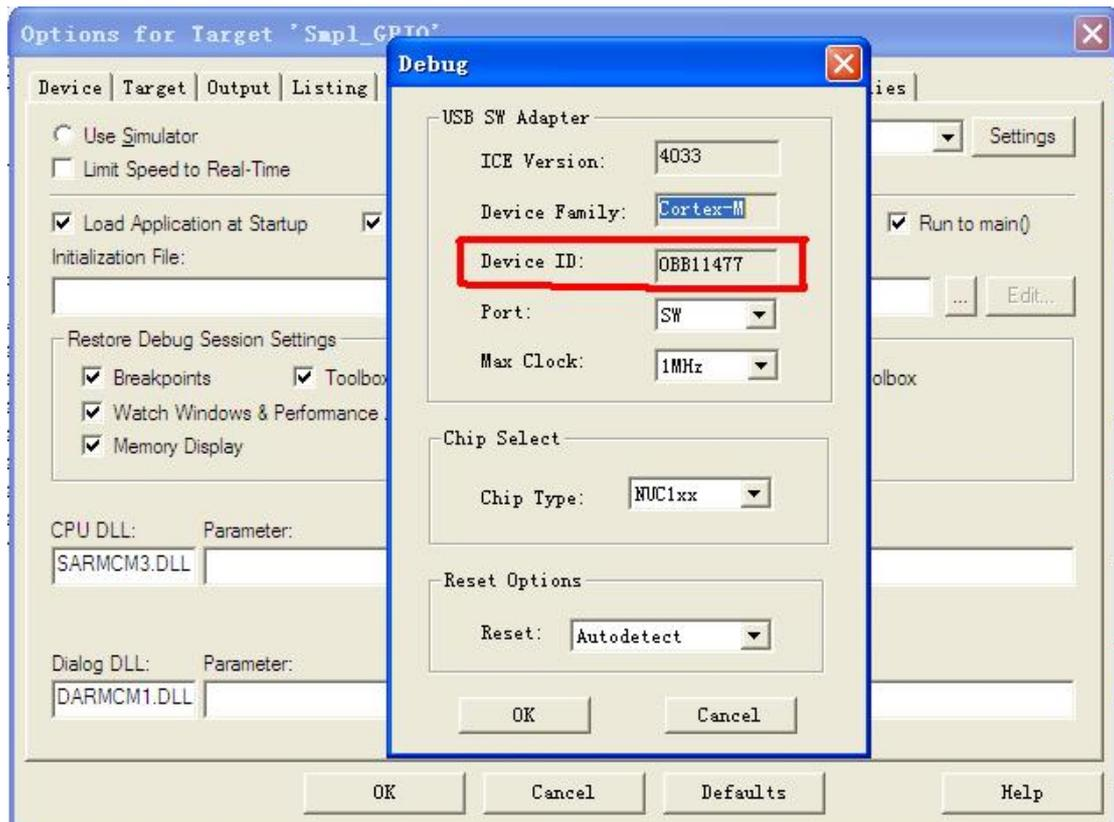 Options for Target 'Smpl_GPIO'
Debug
Device Target Output Listing
ies
USB SW Adapter
Use Simulator
Settings
ICE Version: 4033
Limit Speed to Real-Time
Device Family: Cortex-M
Load Application at Startup
Run to main()
Initialization File:
Device ID: 0BB11477
... Edit...
Port: SW
Restore Debug Session Settings
Max Clock: 1MHz
Breakpoints Toolbox
olbox
Watch Windows & Performance
Memory Display
Chip Select
Chip Type: NUC1xx
CPU DLL: Parameter:
SARMCM3.DLL
Reset Options
Reset: Autodetect
Dialog DLL: Parameter:
DARMCM1.DLL
OK Cancel
OK Cancel Defaults Help